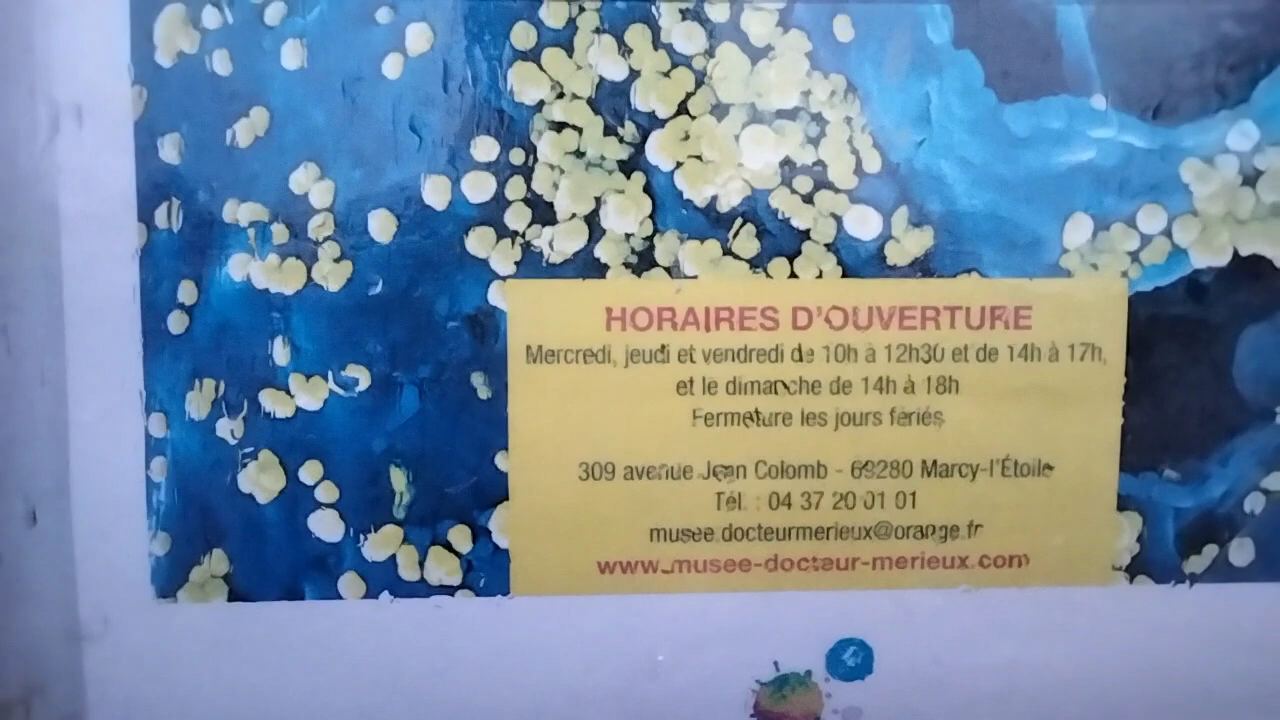 HORAIRES D'OUVERTURE
Mercredi, jeudi et vendredi de 10h à 12h30 et de 14h à 17h,
et le dimanche de 14h à 18h
Fermeture les jours fériés
309 avenue Jean Colomb - 69280 Marcy-l'Étoile
Tél. : 04 37 20 01 01
musee.docteurmerieux@orange.fr
www.musee-docteur-merieux.com